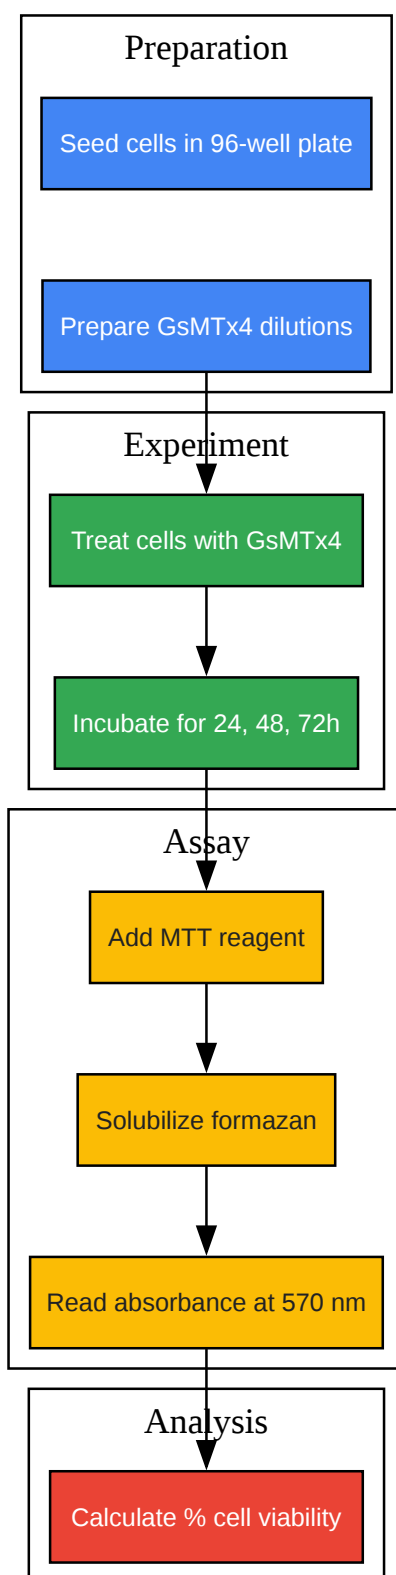 Preparation
Seed cells in 96-well plate
Prepare GsMTx4 dilutions
Experiment
Treat cells with GsMTx4
Incubate for 24, 48, 72h
Assay
Add MTT reagent
Solubilize formazan
Read absorbance at 570 nm
Analysis
Calculate % cell viability